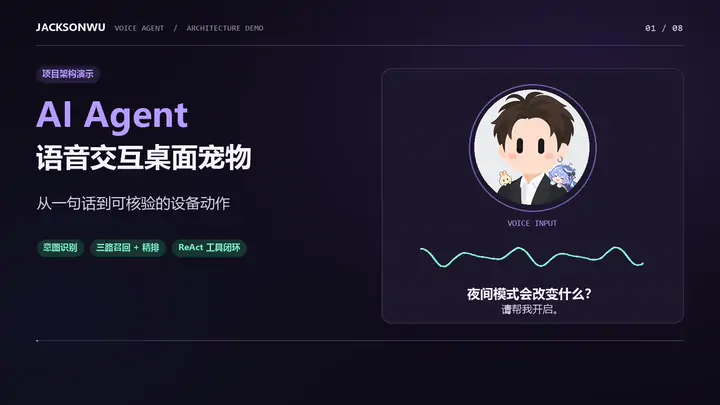 JACKSONWU VOICE AGENT / ARCHITECTURE DEMO
01 / 08
项目架构演示
AI Agent
语音交互桌面宠物
从一句话到可核验的设备动作
意图识别
三路召回 + 精排
ReAct 工具闭环
VOICE INPUT
夜间模式会改变什么?
请帮我开启。